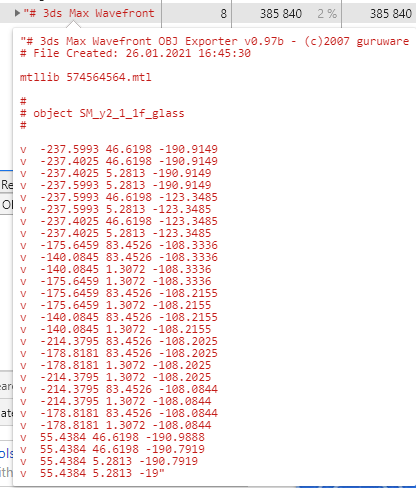 "# 3ds Max Wavefront 8 385 840 2 % 385 840
"# 3ds Max Wavefront OBJ Exporter v0.97b - (c)2007 guruware
# File Created: 26.01.2021 16:45:30
mtllib 574564564.mtl
#
# object SM_y2_1_1f_glass
#
v -237.5993 46.6198 -190.9149
v -237.4025 46.6198 -190.9149
v -237.4025 5.2813 -190.9149
v -237.5993 5.2813 -190.9149
v -237.5993 46.6198 -123.3485
v -237.5993 5.2813 -123.3485
v -237.4025 46.6198 -123.3485
v -237.4025 5.2813 -123.3485
v -175.6459 83.4526 -108.3336
v -140.0845 83.4526 -108.3336
v -140.0845 1.3072 -108.3336
v -175.6459 1.3072 -108.3336
v -175.6459 83.4526 -108.2155
v -175.6459 1.3072 -108.2155
v -140.0845 83.4526 -108.2155
v -140.0845 1.3072 -108.2155
v -214.3795 83.4526 -108.2025
v -178.8181 83.4526 -108.2025
v -178.8181 1.3072 -108.2025
v -214.3795 1.3072 -108.2025
v -214.3795 83.4526 -108.0844
v -214.3795 1.3072 -108.0844
v -178.8181 83.4526 -108.0844
v -178.8181 1.3072 -108.0844
v 55.4384 46.6198 -190.9888
v 55.4384 46.6198 -190.7919
v 55.4384 5.2813 -190.7919
v 55.4384 5.2813 -19"